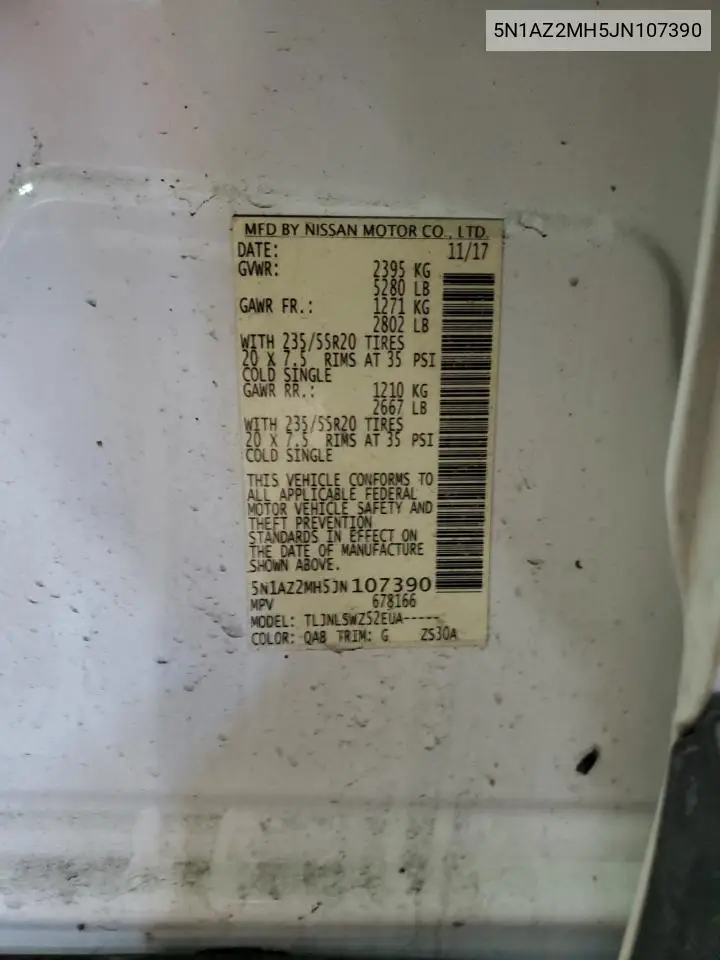 5N1AZ2MH5JN107390
MFD BY NISSAN MOTOR CO., LTD.
DATE: 11/17
GVWR: 2395 KG
5280 LB
GAWR FR.: 1271 KG
2802 LB
WITH 235/55R20 TIRES
20 X 7.5 RIMS AT 35 PSI
COLD SINGLE
GAWR RR.: 1210 KG
2667 LB
WITH 235/55R20 TIRES
20 X 7.5 RIMS AT 35 PSI
COLD SINGLE
THIS VEHICLE CONFORMS TO
ALL APPLICABLE FEDERAL
MOTOR VEHICLE SAFETY AND
THEFT PREVENTION
STANDARDS IN EFFECT ON
THE DATE OF MANUFACTURE
SHOWN ABOVE.
5N1AZ2MH5JN107390
MPV 678166
MODEL: TLJNLSWZ52EUA-----
COLOR: QAB TRIM: G ZS30A